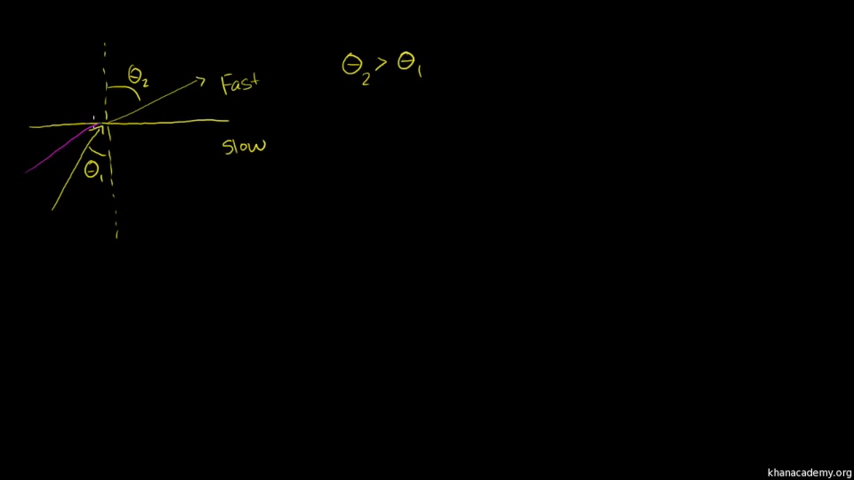 Θ₂ > Θ₁
Θ₂
Fast
Slow
Θ₁
khanacademy.org